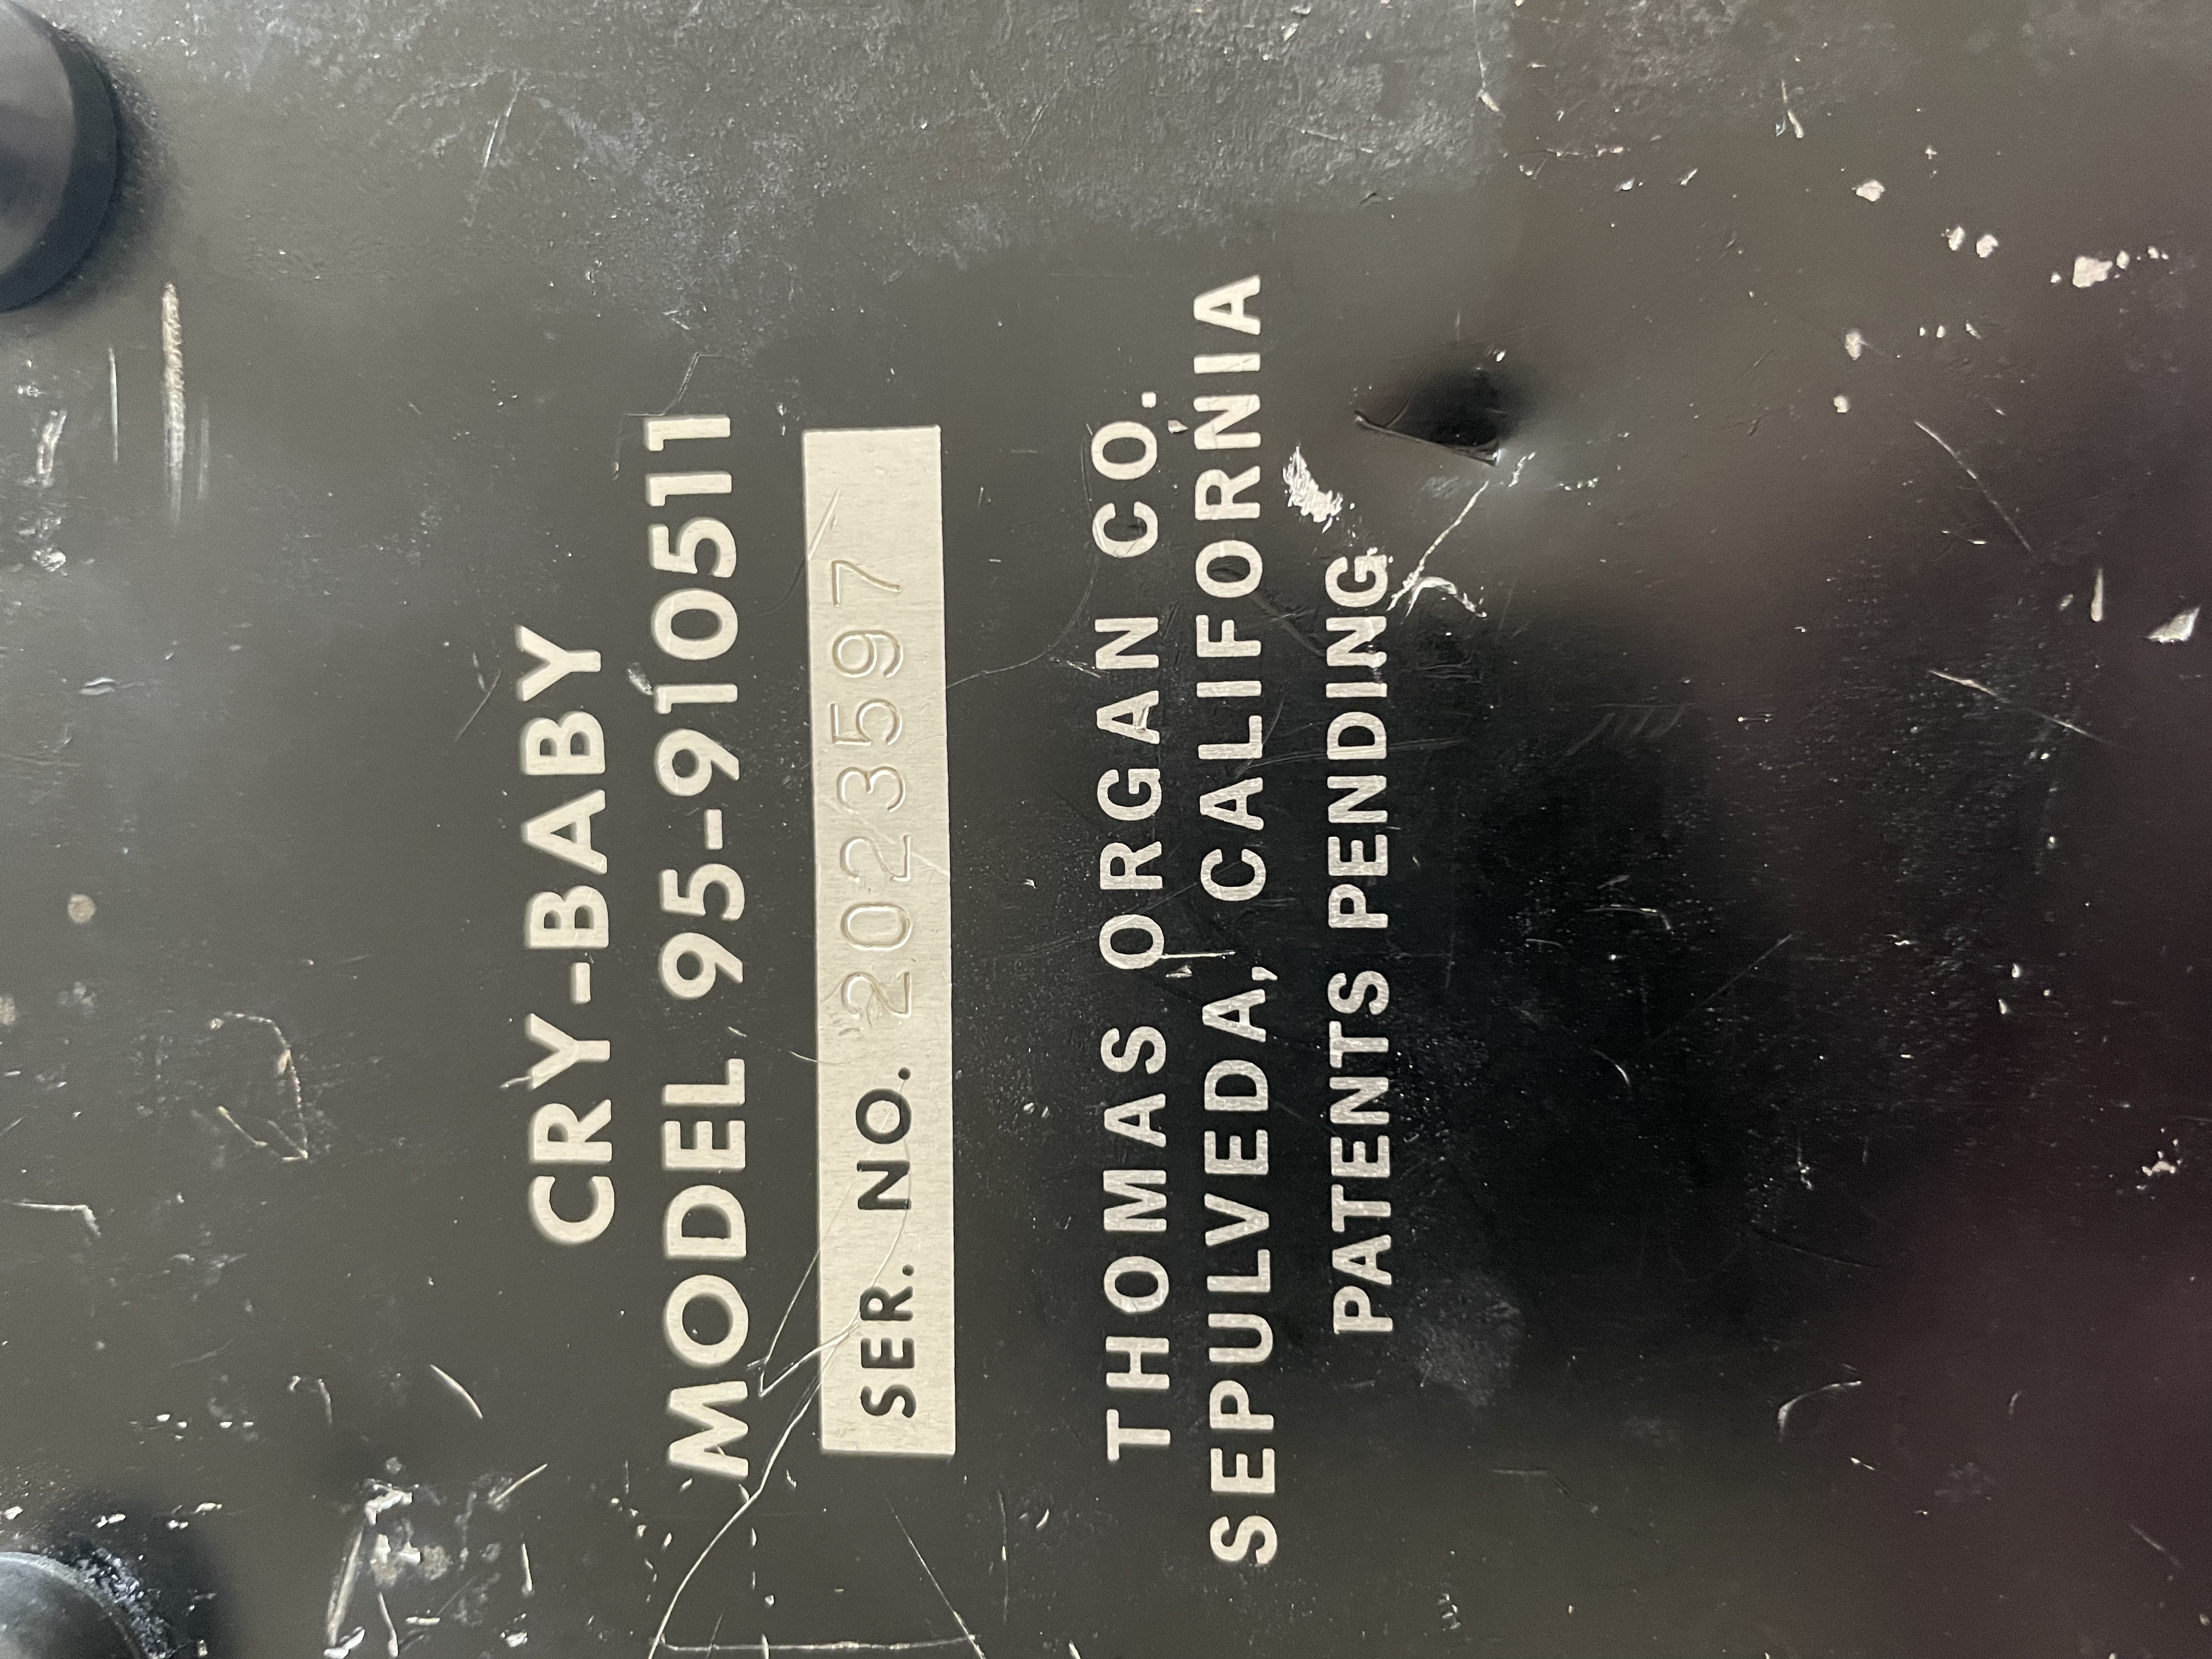 CRY-BABY
MODEL 95-910511
SER. NO. 2023597
THOMAS ORGAN CO.
SEPULVEDA, CALIFORNIA
PATENTS PENDING